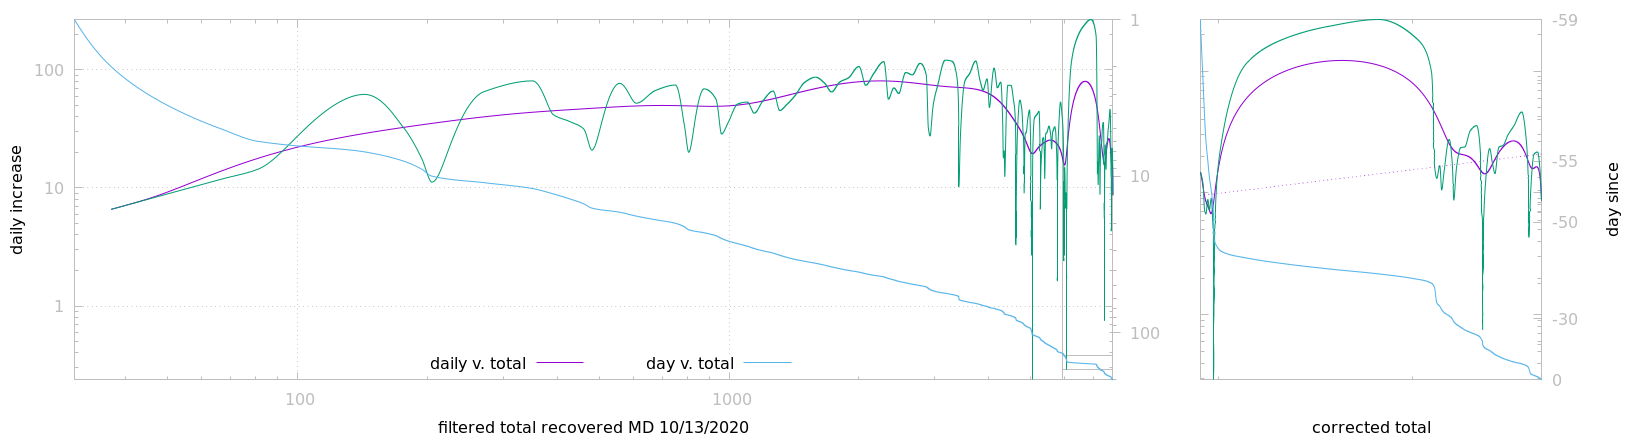 daily increase
100
10
1
100
1000
1
10
100
daily v. total
day v. total
filtered total recovered MD 10/13/2020
-59
-55
-50
-30
0
day since
corrected total